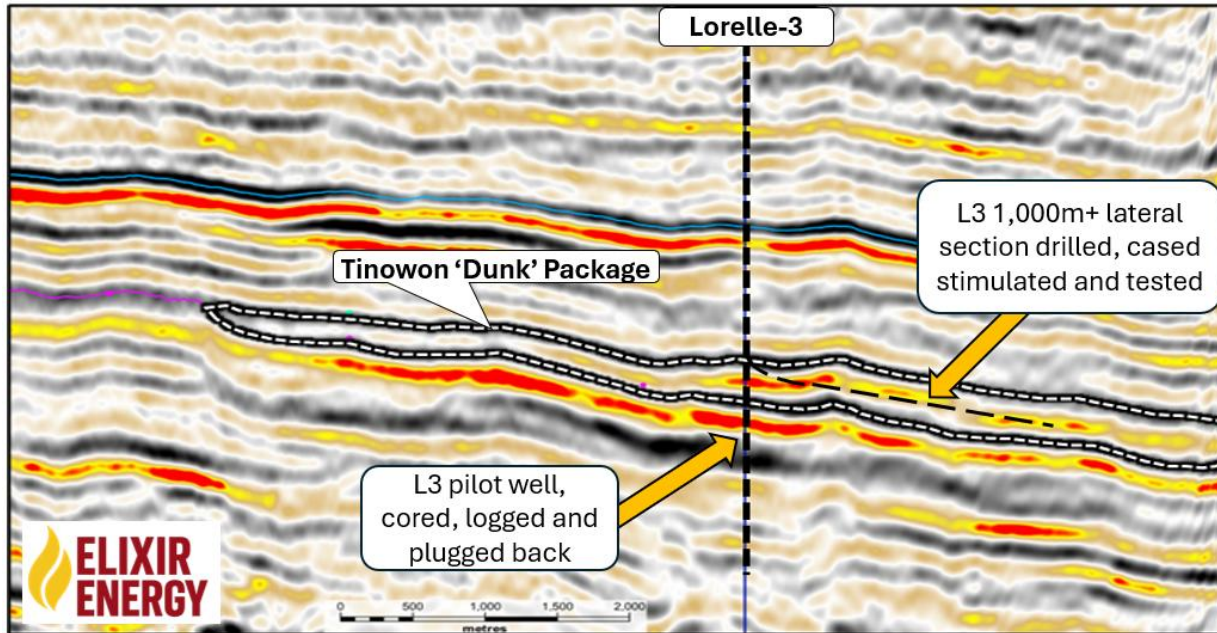 Lorelle-3
L3 1,000m+ lateral
section drilled, cased
stimulated and tested
Tinowon ‘Dunk’ Package
L3 pilot well,
cored, logged and
plugged back
ELIXIR
ENERGY
0 500 1,000 1,500 2,000
metres